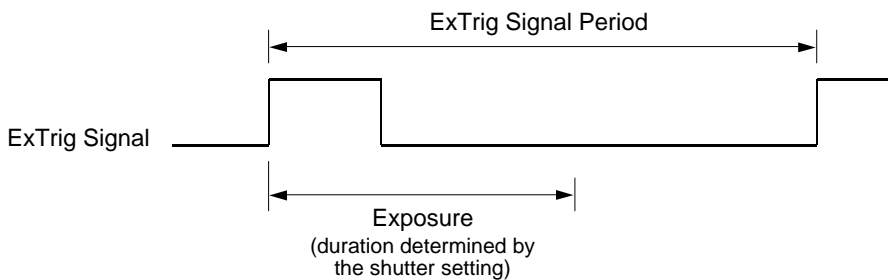 ExTrig Signal Period
ExTrig Signal
Exposure
(duration determined by
the shutter setting)